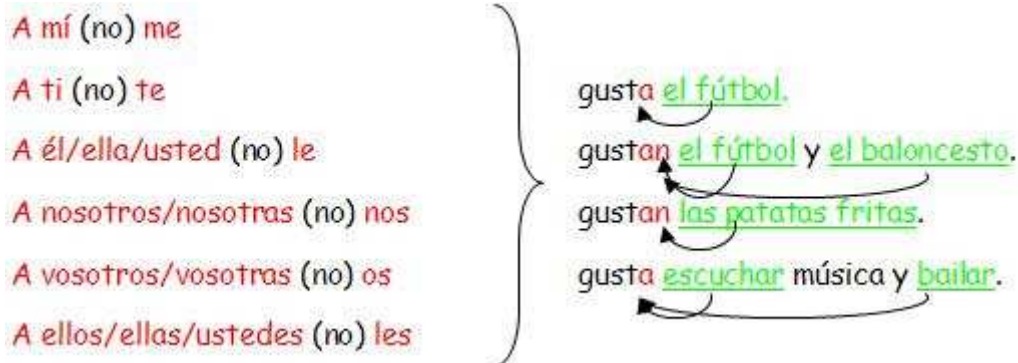 A mí (no) me
A ti (no) te
A él/ella/usted (no) le
A nosotros/nosotras (no) nos
A vosotros/vosotras (no) os
A ellos/ellas/ustedes (no) les
gusta el fútbol.
gustan el fútbol y el baloncesto.
gustan las patatas fritas.
gusta escuchar música y bailar.